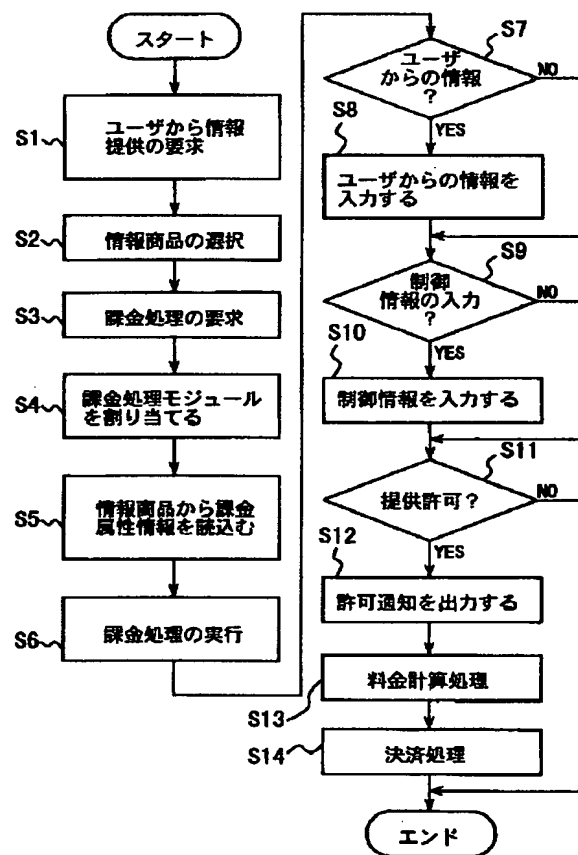 スタート
S1
ユーザから情報
提供の要求
S2
情報商品の選択
S3
課金処理の要求
S4
課金処理モジュール
を割り当てる
S5
情報商品から課金
属性情報を読込む
S6
課金処理の実行
S7
ユーザ
からの情報
?
NO
YES
S8
ユーザからの情報を
入力する
S9
制御
情報の入力
?
NO
YES
S10
制御情報を入力する
S11
提供許可?
NO
YES
S12
許可通知を出力する
S13
料金計算処理
S14
決済処理
エンド